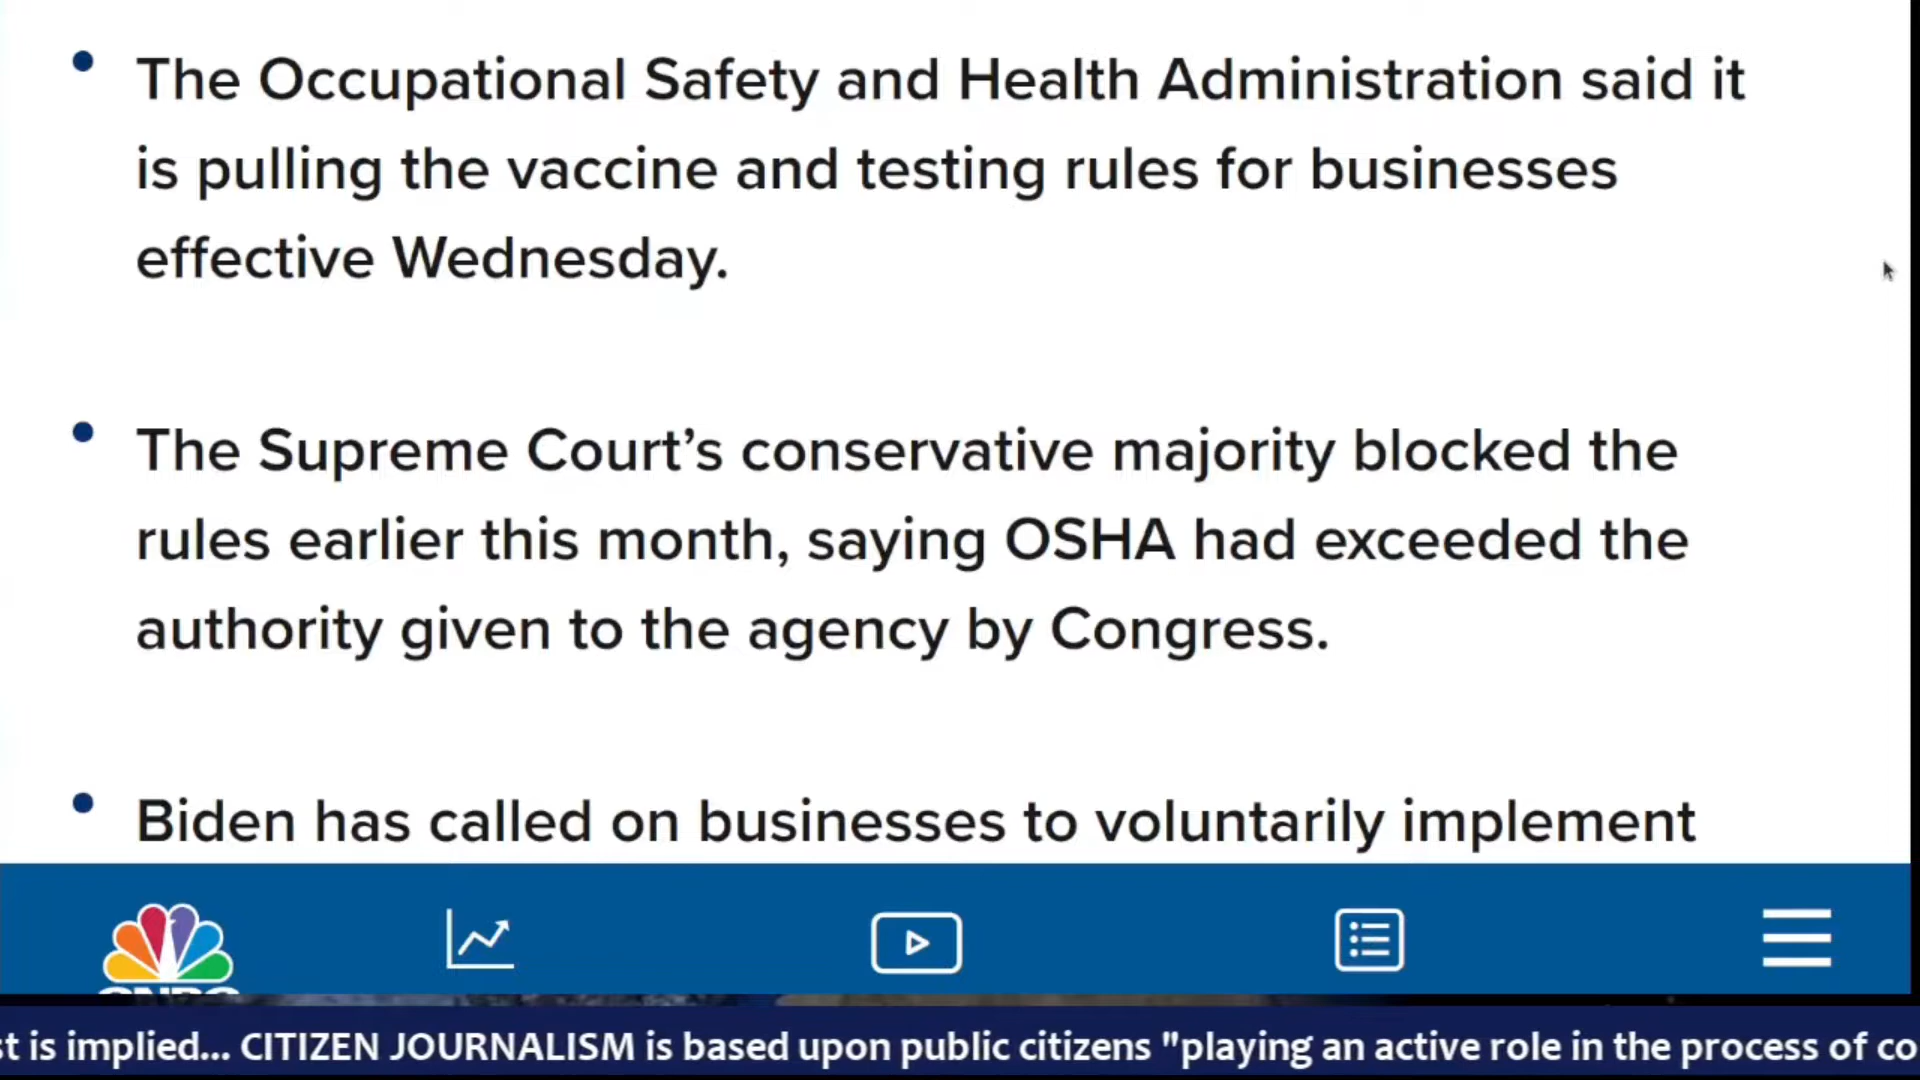 The Occupational Safety and Health Administration said it
is pulling the vaccine and testing rules for businesses
effective Wednesday.
The Supreme Court’s conservative majority blocked the
rules earlier this month, saying OSHA had exceeded the
authority given to the agency by Congress.
Biden has called on businesses to voluntarily implement
CNBC
is implied... CITIZEN JOURNALISM is based upon public citizens "playing an active role in the process of